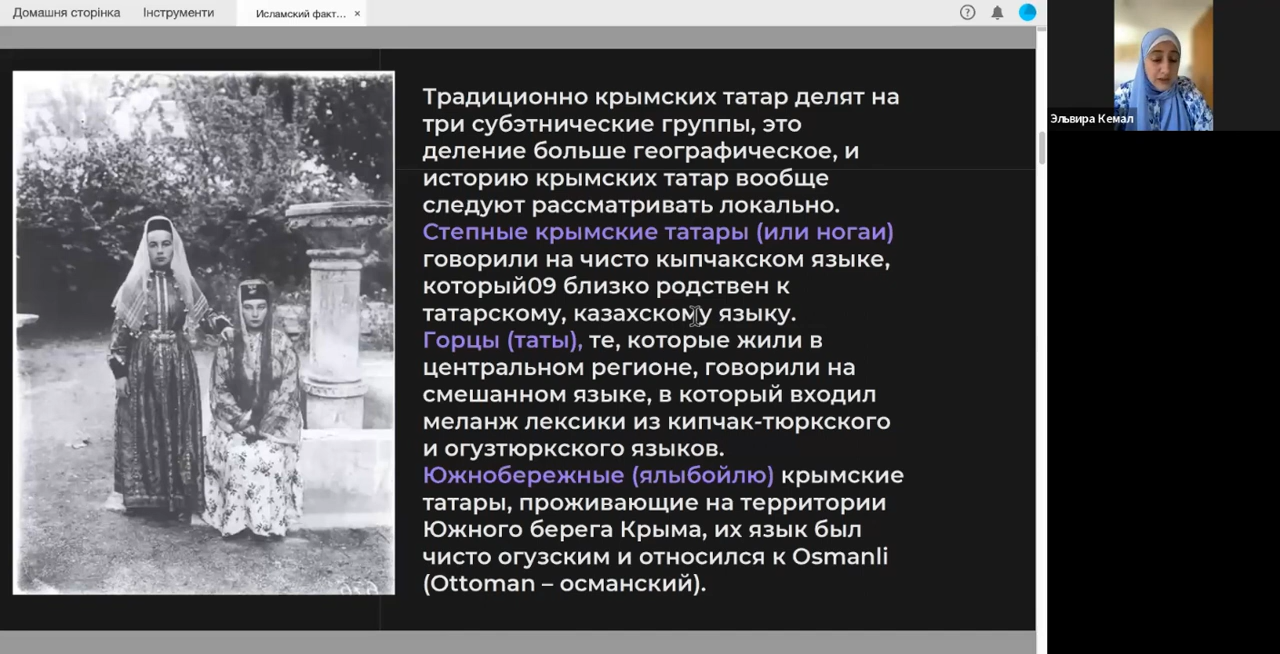 Домашня сторінка Інструменти Исламский факт... ×
Традиционно крымских татар делят на
три субэтнические группы, это
деление больше географическое, и
историю крымских татар вообще
следуют рассматривать локально.
Степные крымские татары (или ногаи)
говорили на чисто кыпчакском языке,
который09 близко родствен к
татарскому, казахскому языку.
Горцы (таты), те, которые жили в
центральном регионе, говорили на
смешанном языке, в который входил
меланж лексики из кипчак-тюркского
и огузтюркского языков.
Южнобережные (ялыбойлю) крымские
татары, проживающие на территории
Южного берега Крыма, их язык был
чисто огузским и относился к Osmanli
(Ottoman – османский).
Эльвира Кемал